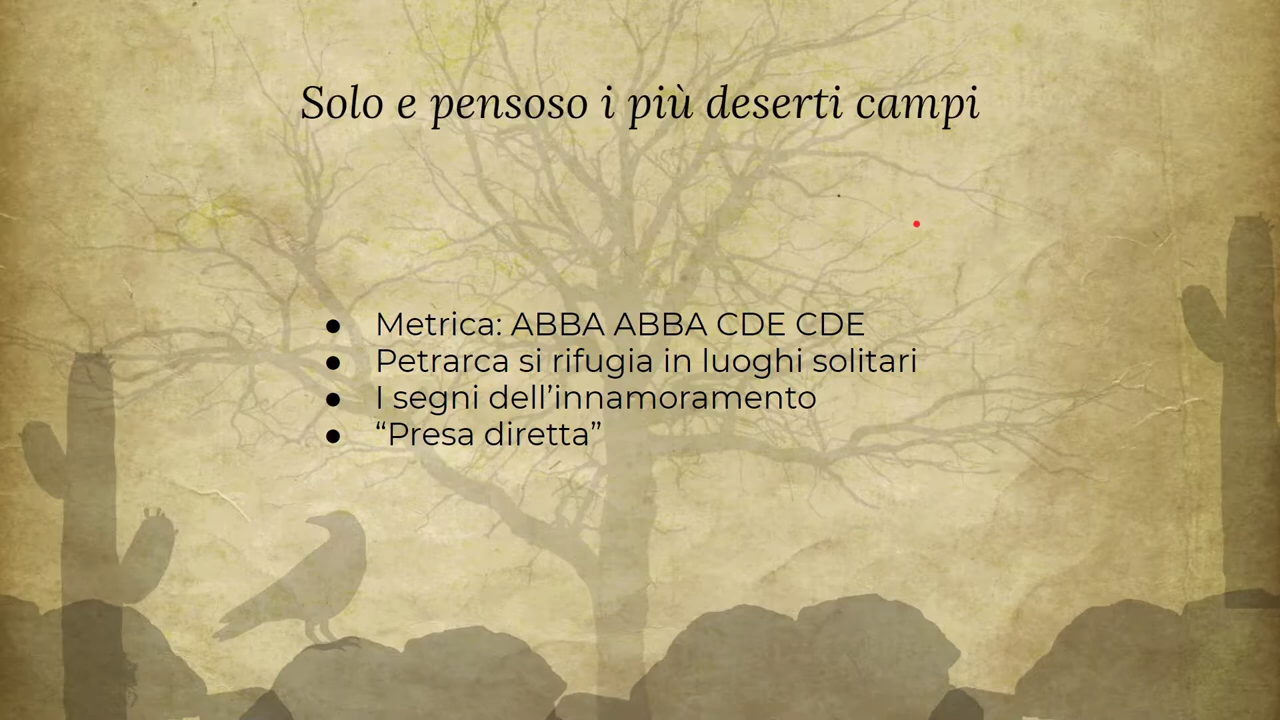 Solo e pensoso i più deserti campi
● Metrica: ABBA ABBA CDE CDE
● Petrarca si rifugia in luoghi solitari
● I segni dell’innamoramento
● “Presa diretta”